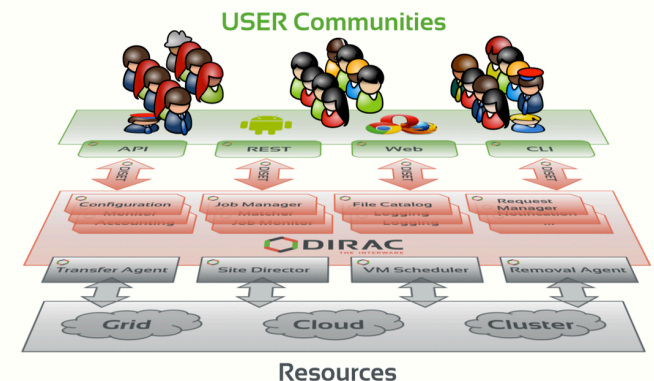 USER Communities
API
REST
Web
CLI
DISET
DISET
DISET
DISET
Configuration
Monitor
Accounting
Job Manager
Matcher
Job Monitor
File Catalog
Logging
Logging
Request
Manager
Notification
...
DIRAC
THE INTERWARE
Transfer Agent
Site Director
VM Scheduler
Removal Agent
Grid
Cloud
Cluster
Resources